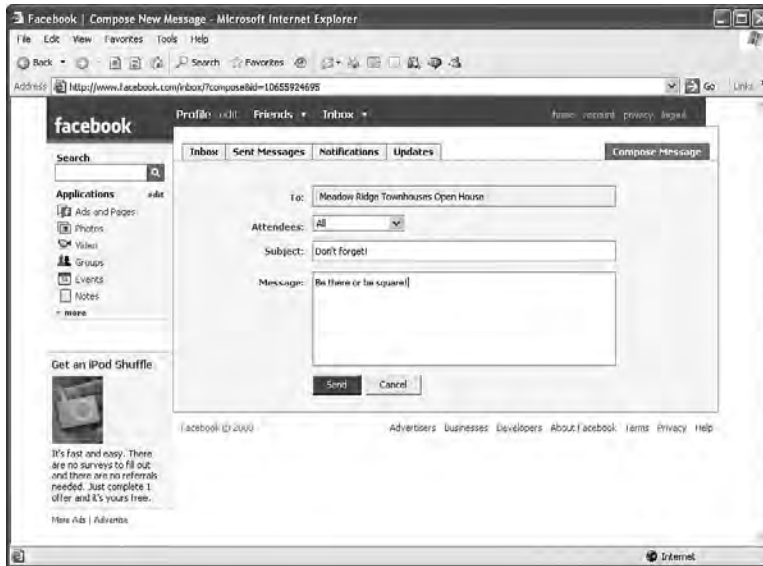 Facebook | Compose New Message - Microsoft Internet Explorer
File Edit View Favorites Tools Help
Back Search Favorites
Address http://www.facebook.com/inbox/?compose&id=10655924695 Go Links
facebook Profile edit Friends Inbox home account privacy logout
Search
Inbox Sent Messages Notifications Updates Compose Message
Applications edit
Ads and Pages
Photos
Video
Groups
Events
Notes
more
To: Meadow Ridge Townhouses Open House
Attendees: All
Subject: Don't forget!
Message: Be there or be square!
Send Cancel
Get an iPod Shuffle
It's fast and easy. There
are no surveys to fill out
and there are no referrals
needed. Just complete 1
offer and it's yours free.
More Ads | Advertise
Facebook © Advertisers Businesses Developers About Facebook Terms Privacy Help
Internet